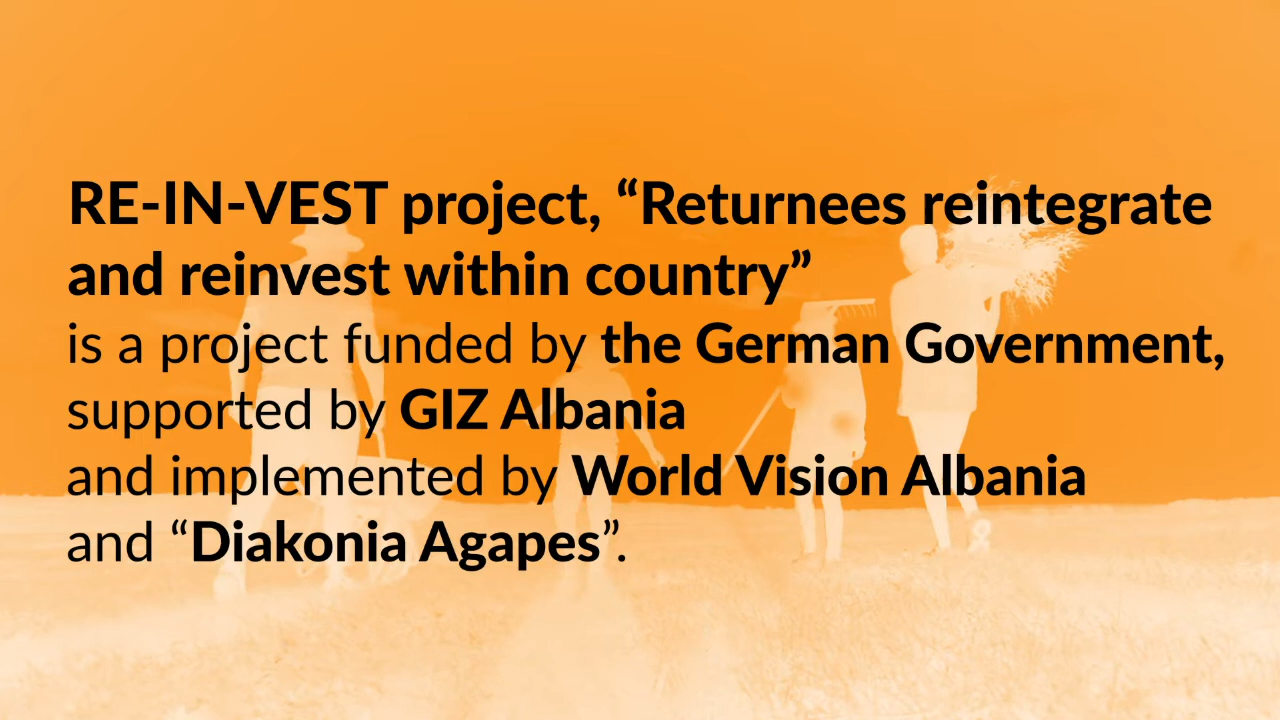 RE-IN-VEST project, “Returnees reintegrate
and reinvest within country”
is a project funded by the German Government,
supported by GIZ Albania
and implemented by World Vision Albania
and “Diakonia Agapes”.